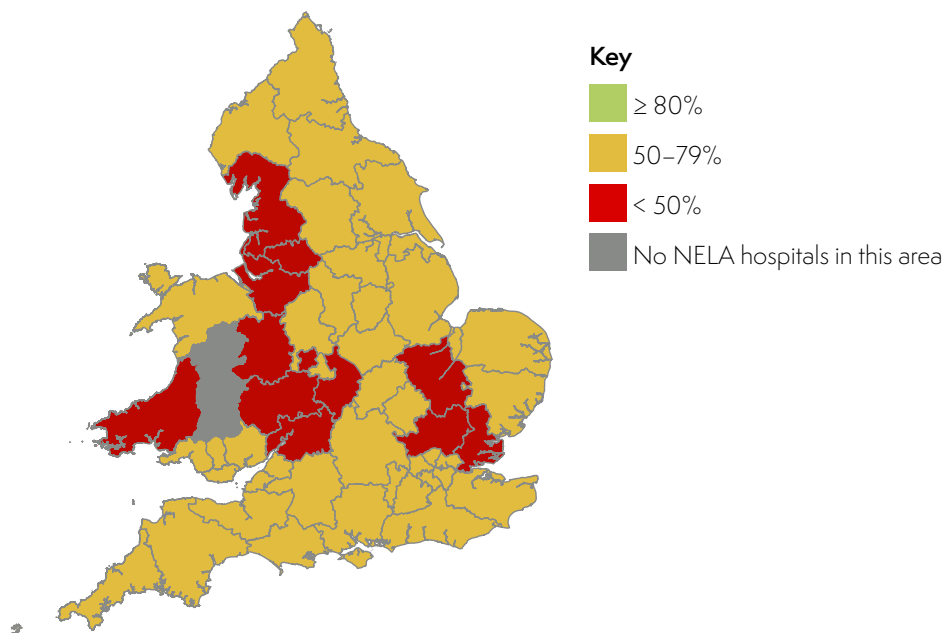 Key
≥ 80%
50–79%
< 50%
No NELA hospitals in this area